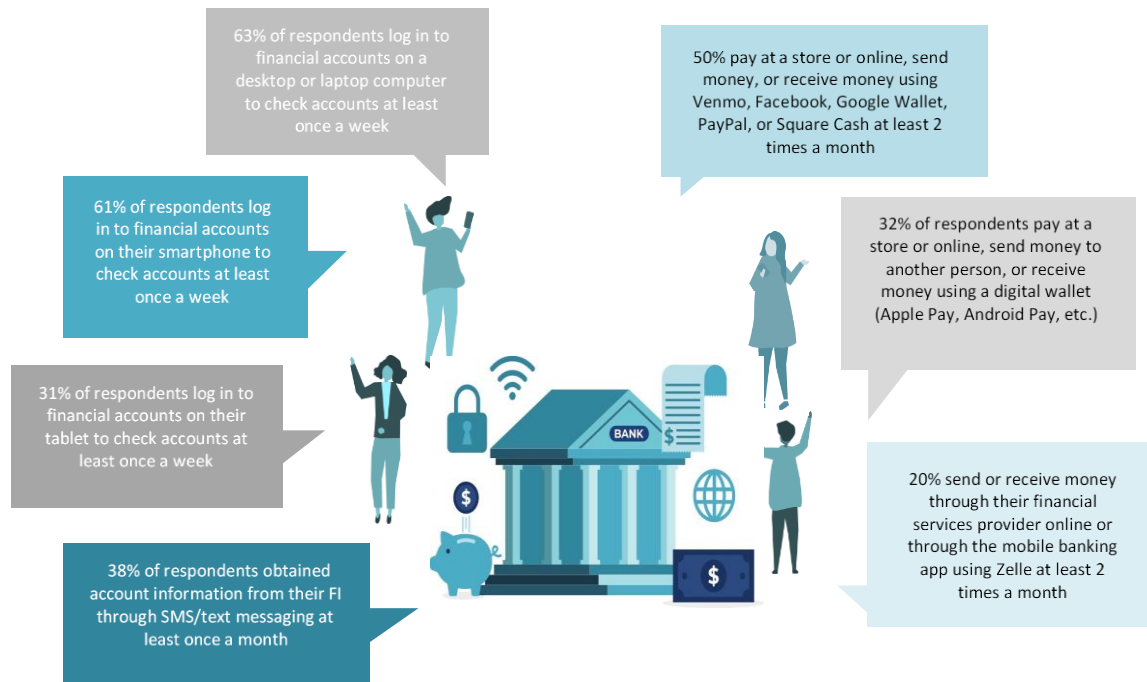 63% of respondents log in to
financial accounts on a
desktop or laptop computer
to check accounts at least
once a week
50% pay at a store or online, send
money, or receive money using
Venmo, Facebook, Google Wallet,
PayPal, or Square Cash at least 2
times a month
61% of respondents log
in to financial accounts
on their smartphone to
check accounts at least
once a week
32% of respondents pay at a
store or online, send money to
another person, or receive
money using a digital wallet
(Apple Pay, Android Pay, etc.)
31% of respondents log in to
financial accounts on their
tablet to check accounts at
least once a week
BANK
$
$
$
20% send or receive money
through their financial
services provider online or
through the mobile banking
app using Zelle at least 2
times a month
38% of respondents obtained
account information from their FI
through SMS/text messaging at
least once a month